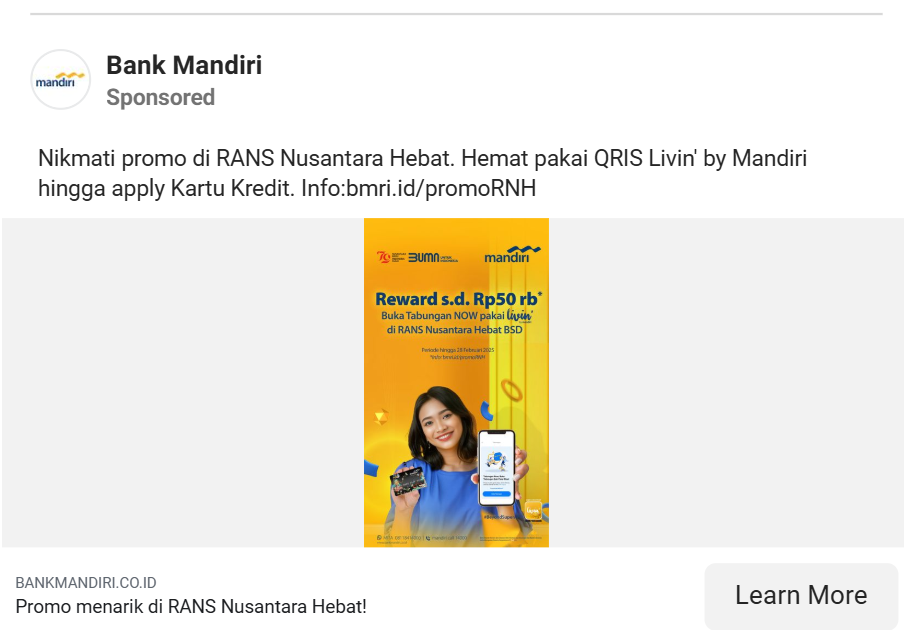 mandiri
Bank Mandiri
Sponsored
Nikmati promo di RANS Nusantara Hebat. Hemat pakai QRIS Livin' by Mandiri
hingga apply Kartu Kredit. Info:bmri.id/promoRNH
BUMN UNTUK INDONESIA
mandiri
Reward s.d. Rp50 rb*
Buka Tabungan NOW pakai livin'
di RANS Nusantara Hebat BSD
Periode hingga 28 Februari 2025
*Info: bmri.id/promoRNH
BANKMANDIRI.CO.ID
Promo menarik di RANS Nusantara Hebat!
Learn More